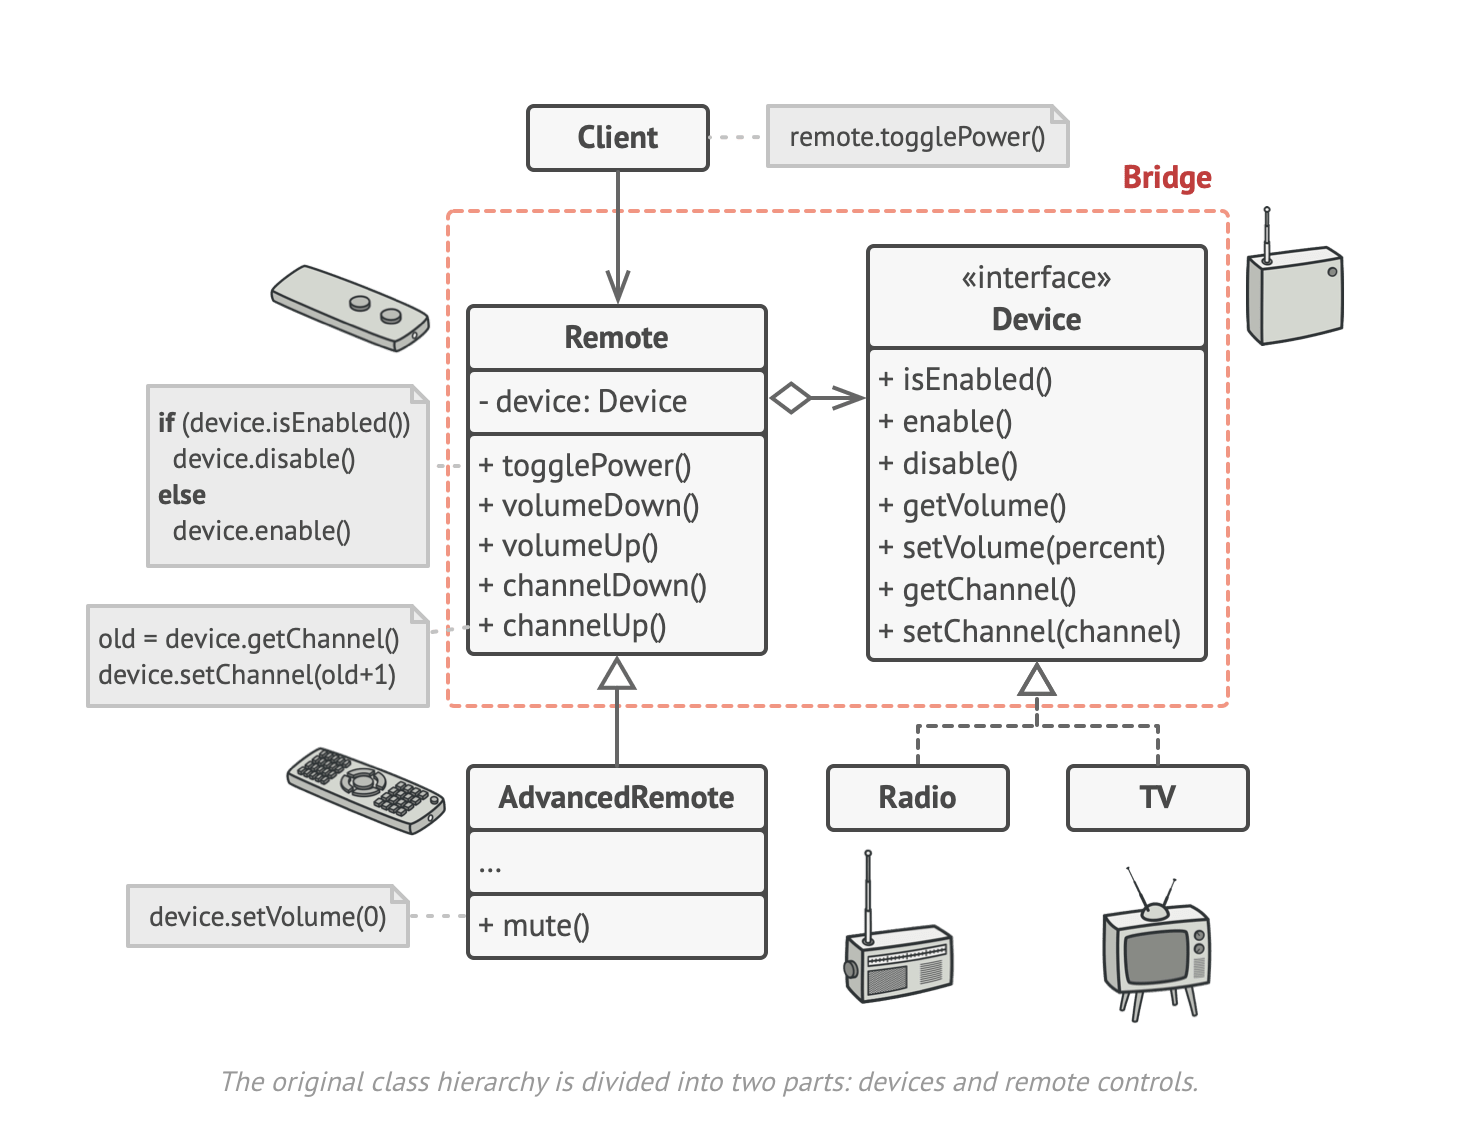 Client
remote.togglePower()
Bridge
«interface»
Device
+ isEnabled()
+ enable()
+ disable()
+ getVolume()
+ setVolume(percent)
+ getChannel()
+ setChannel(channel)
Remote
- device: Device
+ togglePower()
+ volumeDown()
+ volumeUp()
+ channelDown()
+ channelUp()
if (device.isEnabled())
device.disable()
else
device.enable()
old = device.getChannel()
device.setChannel(old+1)
AdvancedRemote
...
+ mute()
device.setVolume(0)
Radio
TV
The original class hierarchy is divided into two parts: devices and remote controls.